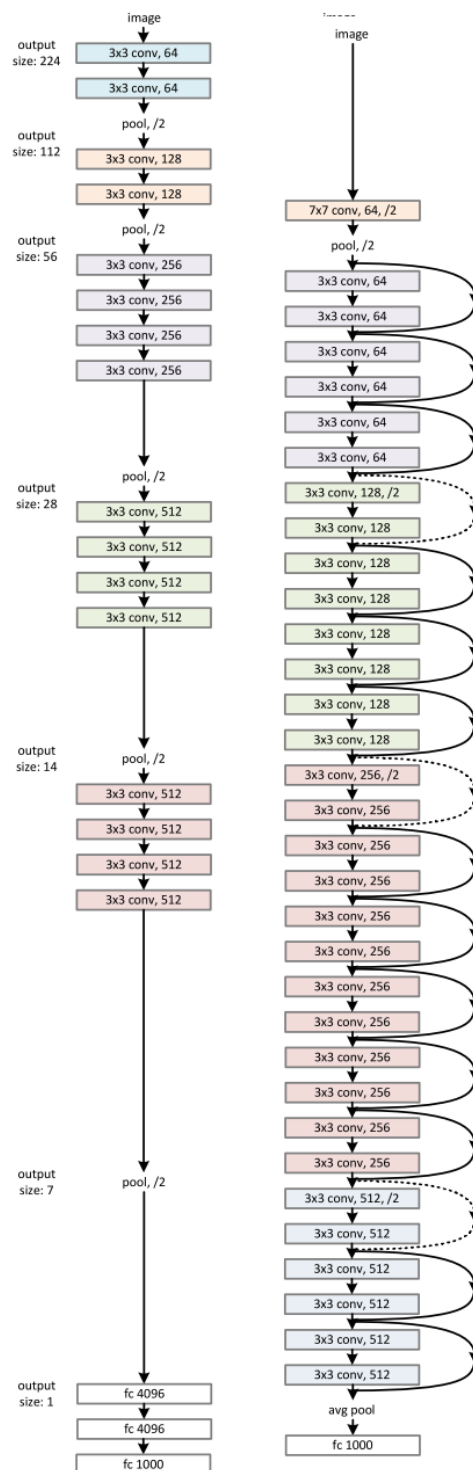 image
output
size: 224
3x3 conv, 64
3x3 conv, 64
pool, /2
output
size: 112
3x3 conv, 128
3x3 conv, 128
pool, /2
output
size: 56
3x3 conv, 256
3x3 conv, 256
3x3 conv, 256
3x3 conv, 256
pool, /2
output
size: 28
3x3 conv, 512
3x3 conv, 512
3x3 conv, 512
3x3 conv, 512
pool, /2
output
size: 14
3x3 conv, 512
3x3 conv, 512
3x3 conv, 512
3x3 conv, 512
output
size: 7
pool, /2
output
size: 1
fc 4096
fc 4096
fc 1000
image
7x7 conv, 64, /2
pool, /2
3x3 conv, 64
3x3 conv, 64
3x3 conv, 64
3x3 conv, 64
3x3 conv, 64
3x3 conv, 64
3x3 conv, 128, /2
3x3 conv, 128
3x3 conv, 128
3x3 conv, 128
3x3 conv, 128
3x3 conv, 128
3x3 conv, 128
3x3 conv, 128
3x3 conv, 256, /2
3x3 conv, 256
3x3 conv, 256
3x3 conv, 256
3x3 conv, 256
3x3 conv, 256
3x3 conv, 256
3x3 conv, 256
3x3 conv, 256
3x3 conv, 256
3x3 conv, 256
3x3 conv, 256
3x3 conv, 512, /2
3x3 conv, 512
3x3 conv, 512
3x3 conv, 512
3x3 conv, 512
3x3 conv, 512
avg pool
fc 1000